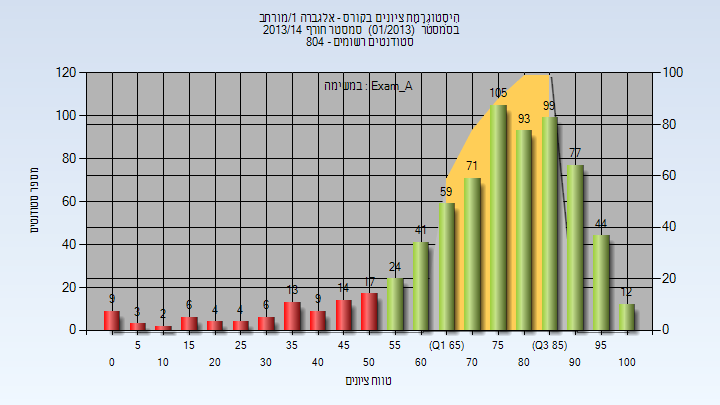 היסטוגרמת ציונים בקורס - אלגברה 1/מורחב
בסמסטר (01/2013) סמסטר חורף 2013/14
סטודנטים רשומים - 804
במשימה : Exam_A
מספר סטודנטים
120 100 80 60 40 20 0
100 80 60 40 20 0
9 3 2 6 4 4 6 13 9 14 17 24 41 59 71 105 93 99 77 44 12
5 15 25 35 45 55 (Q1 65) 75 (Q3 85) 95
0 10 20 30 40 50 60 70 80 90 100
טווח ציונים